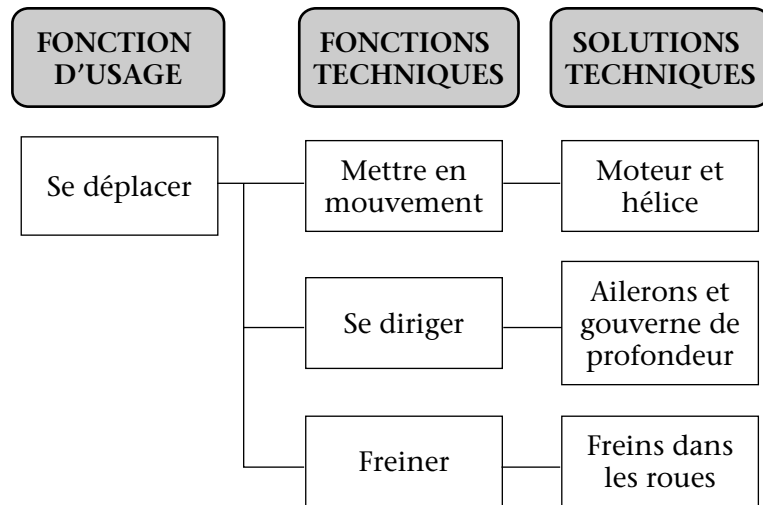 FONCTION
D'USAGE
FONCTIONS
TECHNIQUES
SOLUTIONS
TECHNIQUES
Se déplacer
Mettre en
mouvement
Moteur et
hélice
Se diriger
Ailerons et
gouverne de
profondeur
Freiner
Freins dans
les roues